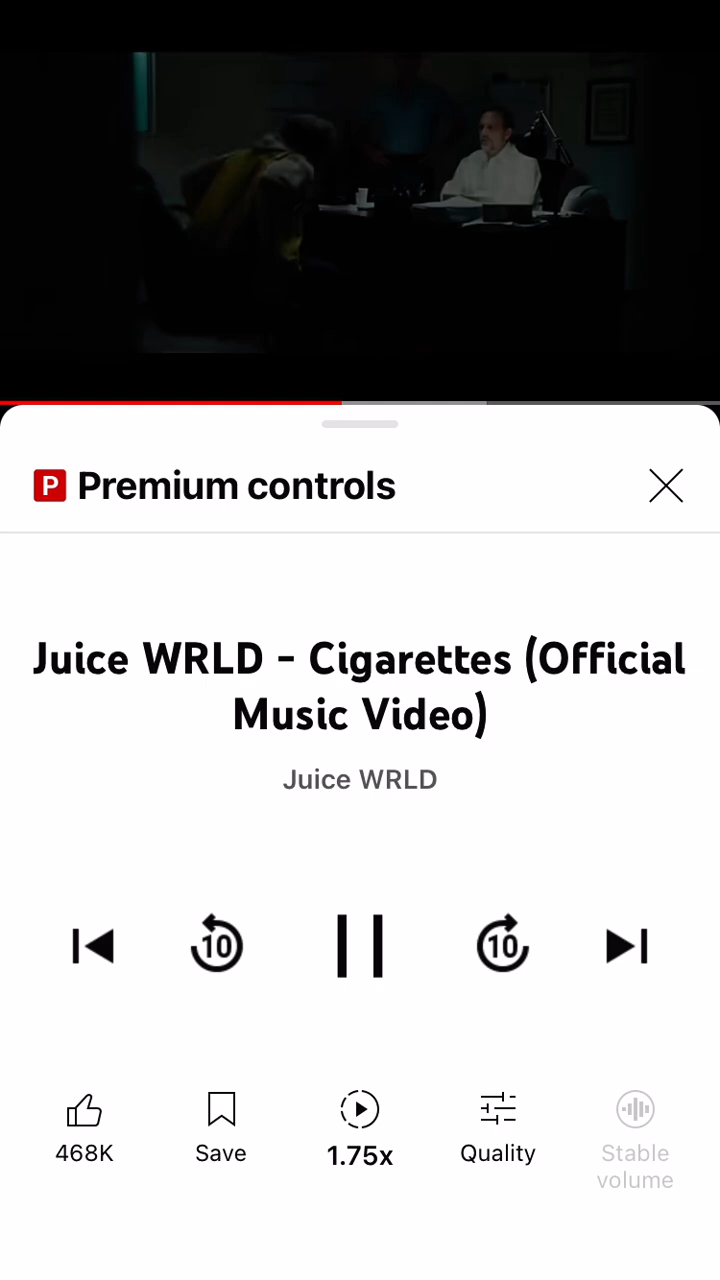 P Premium controls
Juice WRLD - Cigarettes (Official
Music Video)
Juice WRLD
10 10
468K Save 1.75x Quality Stable
volume